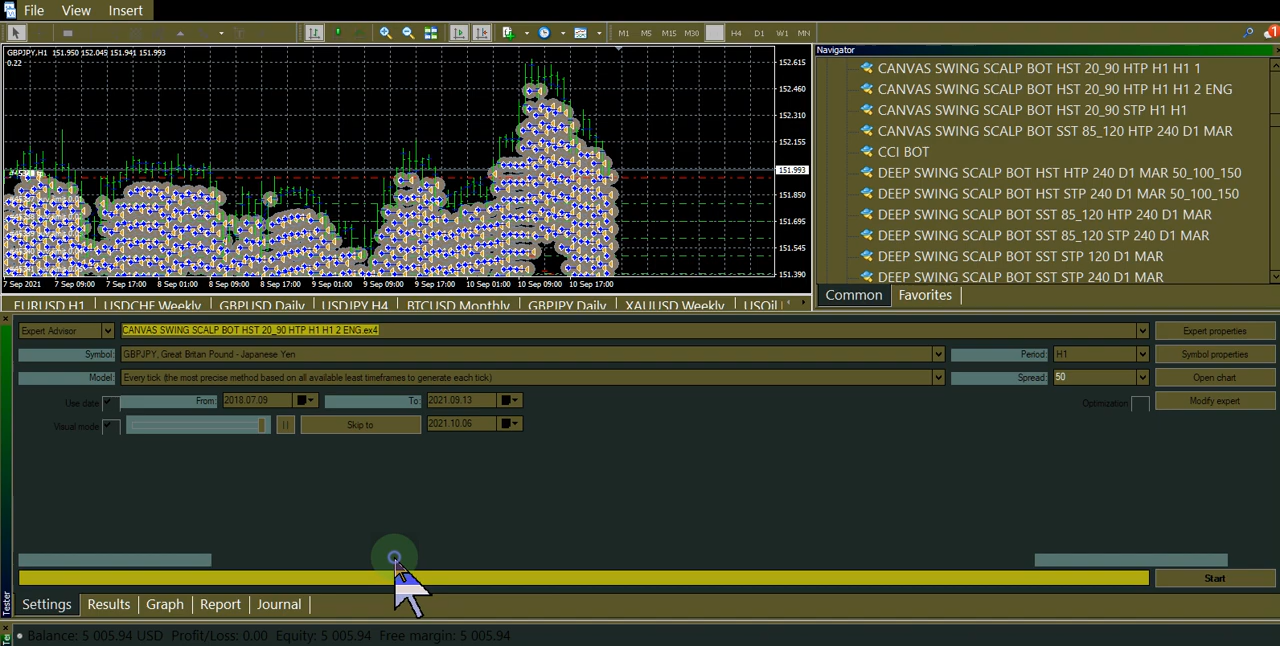 File View Insert
M1 M5 M15 M30 H4 D1 W1 MN
1
GBPJPY,H1 151.950 152.045 151.941 151.993
0.22
152.615
152.460
152.310
152.155
151.993
151.850
151.695
151.545
151.390
7 Sep 2021 7 Sep 09:00 7 Sep 17:00 8 Sep 01:00 8 Sep 09:00 8 Sep 17:00 9 Sep 01:00 9 Sep 09:00 9 Sep 17:00 10 Sep 01:00 10 Sep 09:00 10 Sep 17:00
EURUSD H1 USDCHF Weekly GBPUSD Daily USDJPY H4 BTCUSD Monthly GBPJPY Daily XAUUSD Weekly USOil
Navigator
CANVAS SWING SCALP BOT HST 20_90 HTP H1 H1 1
CANVAS SWING SCALP BOT HST 20_90 HTP H1 H1 2 ENG
CANVAS SWING SCALP BOT HST 20_90 STP H1 H1
CANVAS SWING SCALP BOT SST 85_120 HTP 240 D1 MAR
CCI BOT
DEEP SWING SCALP BOT HST HTP 240 D1 MAR 50_100_150
DEEP SWING SCALP BOT HST STP 240 D1 MAR 50_100_150
DEEP SWING SCALP BOT SST 85_120 HTP 240 D1 MAR
DEEP SWING SCALP BOT SST 85_120 STP 240 D1 MAR
DEEP SWING SCALP BOT SST STP 120 D1 MAR
DEEP SWING SCALP BOT SST STP 240 D1 MAR
Common Favorites
Expert Advisor CANVAS SWING SCALP BOT HST 20_90 HTP H1 H1 2 ENG.ex4 Expert properties
Symbol: GBPJPY, Great Britan Pound - Japanese Yen Period: H1 Symbol properties
Model: Every tick (the most precise method based on all available least timeframes to generate each tick) Spread: 50 Open chart
Use date From: 2018.07.09 To: 2021.09.13 Optimization Modify expert
Visual mode Skip to 2021.10.06
Start
Tester
Settings Results Graph Report Journal
Balance: 5 005.94 USD Profit/Loss: 0.00 Equity: 5 005.94 Free margin: 5 005.94